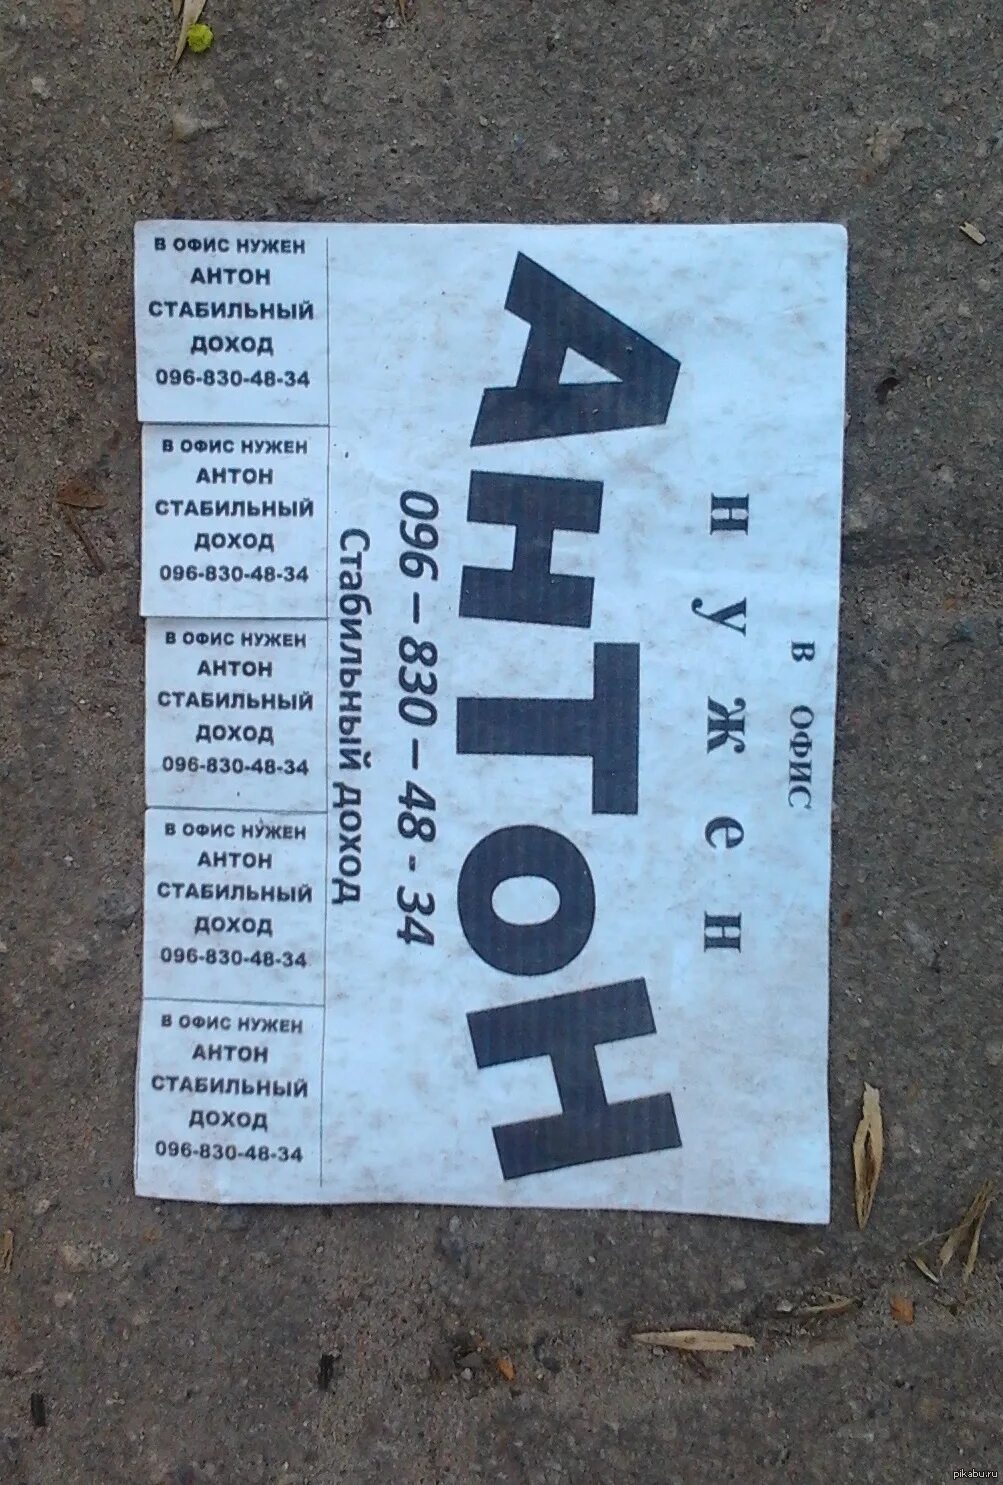 в офис
нужен
АНТОН
096 – 830 – 48 - 34
Стабильный доход
В ОФИС НУЖЕН
АНТОН
СТАБИЛЬНЫЙ
ДОХОД
096-830-48-34
В ОФИС НУЖЕН
АНТОН
СТАБИЛЬНЫЙ
ДОХОД
096-830-48-34
В ОФИС НУЖЕН
АНТОН
СТАБИЛЬНЫЙ
ДОХОД
096-830-48-34
В ОФИС НУЖЕН
АНТОН
СТАБИЛЬНЫЙ
ДОХОД
096-830-48-34
В ОФИС НУЖЕН
АНТОН
СТАБИЛЬНЫЙ
ДОХОД
096-830-48-34
pikabu.ru